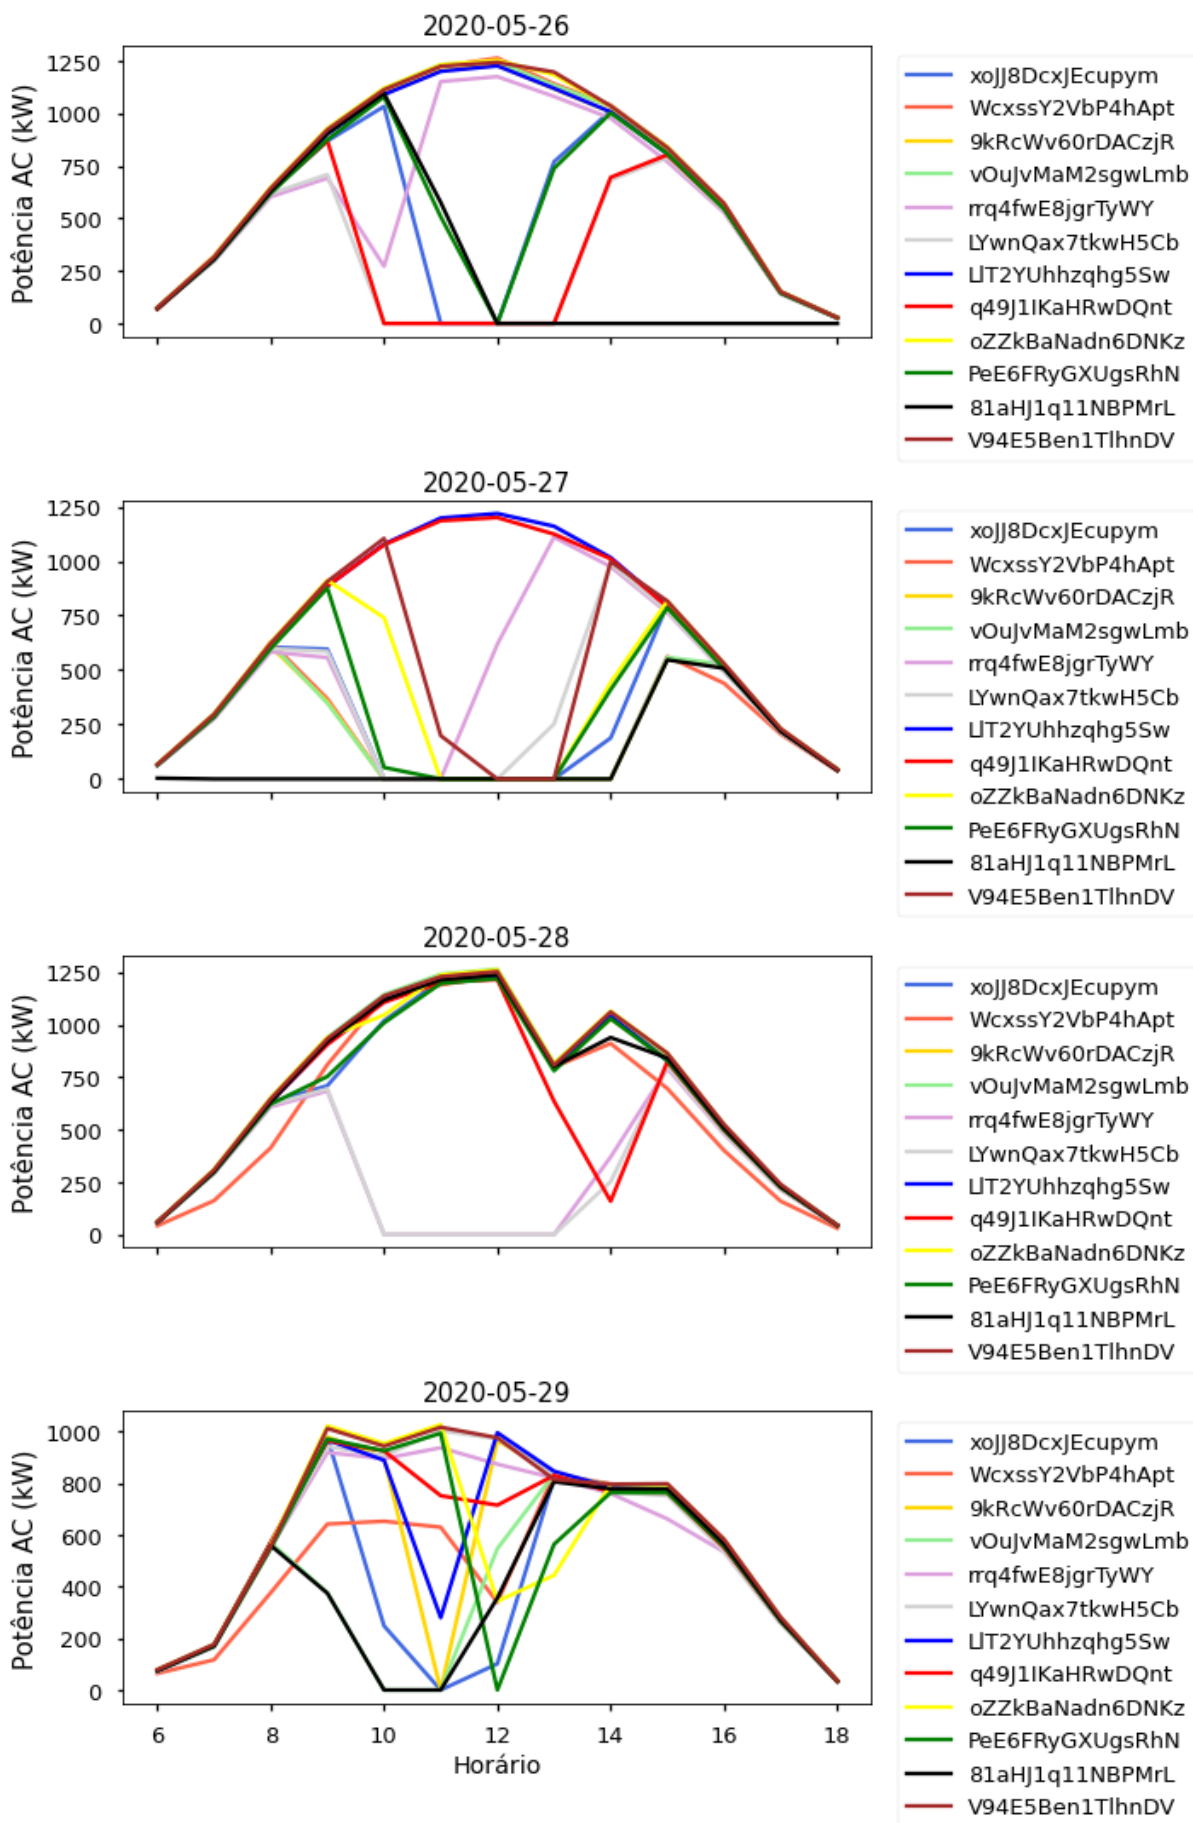 2020-05-26
Potência AC (kW)
1250
1000
750
500
250
0
xoJJ8DcxJEcupym
WcxssY2VbP4hApt
9kRcWv60rDACzjR
vOuJvMaM2sgwLmb
rrq4fwE8jgrTyWY
LYwnQax7tkwH5Cb
LlT2YUhhzqhg5Sw
q49J1IKaHRwDQnt
oZZkBaNadn6DNKz
PeE6FRyGXUgsRhN
81aHJ1q11NBPMrL
V94E5Ben1TlhnDV
2020-05-27
Potência AC (kW)
1250
1000
750
500
250
0
xoJJ8DcxJEcupym
WcxssY2VbP4hApt
9kRcWv60rDACzjR
vOuJvMaM2sgwLmb
rrq4fwE8jgrTyWY
LYwnQax7tkwH5Cb
LlT2YUhhzqhg5Sw
q49J1IKaHRwDQnt
oZZkBaNadn6DNKz
PeE6FRyGXUgsRhN
81aHJ1q11NBPMrL
V94E5Ben1TlhnDV
2020-05-28
Potência AC (kW)
1250
1000
750
500
250
0
xoJJ8DcxJEcupym
WcxssY2VbP4hApt
9kRcWv60rDACzjR
vOuJvMaM2sgwLmb
rrq4fwE8jgrTyWY
LYwnQax7tkwH5Cb
LlT2YUhhzqhg5Sw
q49J1IKaHRwDQnt
oZZkBaNadn6DNKz
PeE6FRyGXUgsRhN
81aHJ1q11NBPMrL
V94E5Ben1TlhnDV
2020-05-29
Potência AC (kW)
1000
800
600
400
200
0
6 8 10 12 14 16 18
Horário
xoJJ8DcxJEcupym
WcxssY2VbP4hApt
9kRcWv60rDACzjR
vOuJvMaM2sgwLmb
rrq4fwE8jgrTyWY
LYwnQax7tkwH5Cb
LlT2YUhhzqhg5Sw
q49J1IKaHRwDQnt
oZZkBaNadn6DNKz
PeE6FRyGXUgsRhN
81aHJ1q11NBPMrL
V94E5Ben1TlhnDV